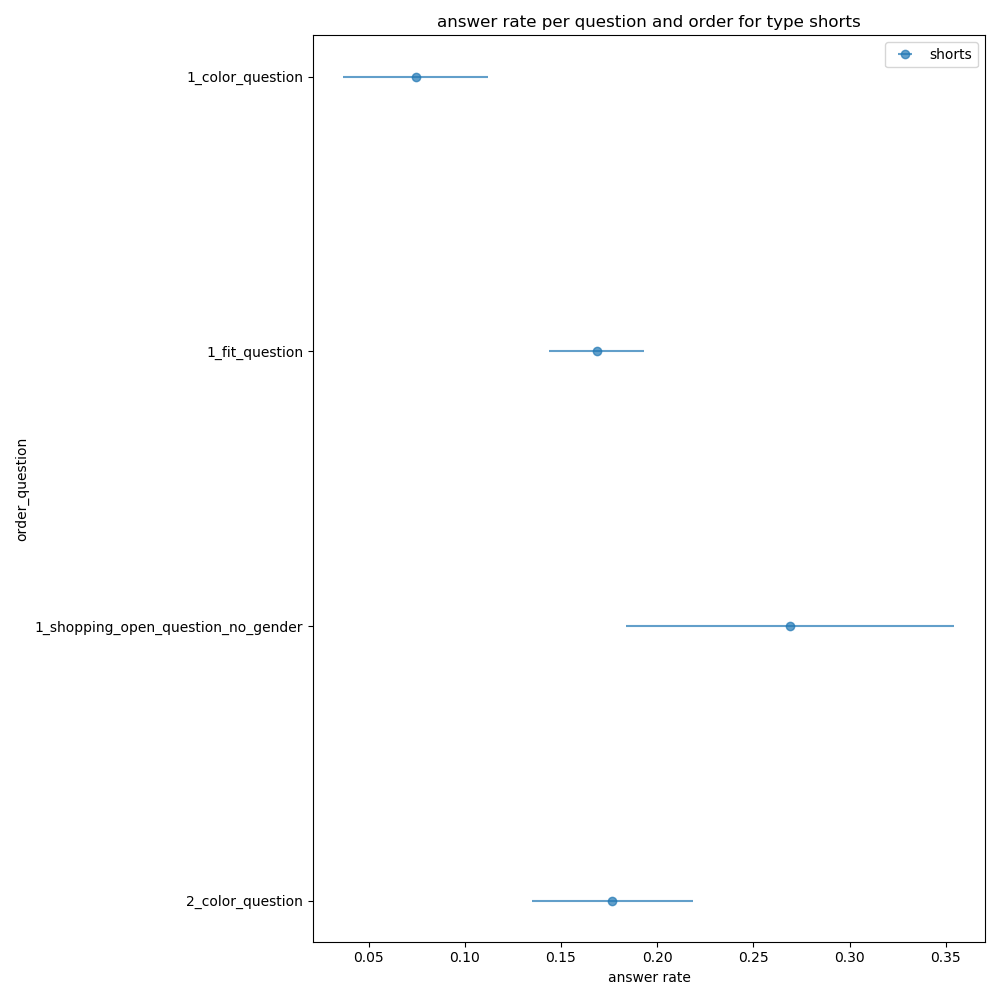 answer rate per question and order for type shorts
shorts
1_color_question
1_fit_question
1_shopping_open_question_no_gender
2_color_question
order_question
0.05 0.10 0.15 0.20 0.25 0.30 0.35
answer rate